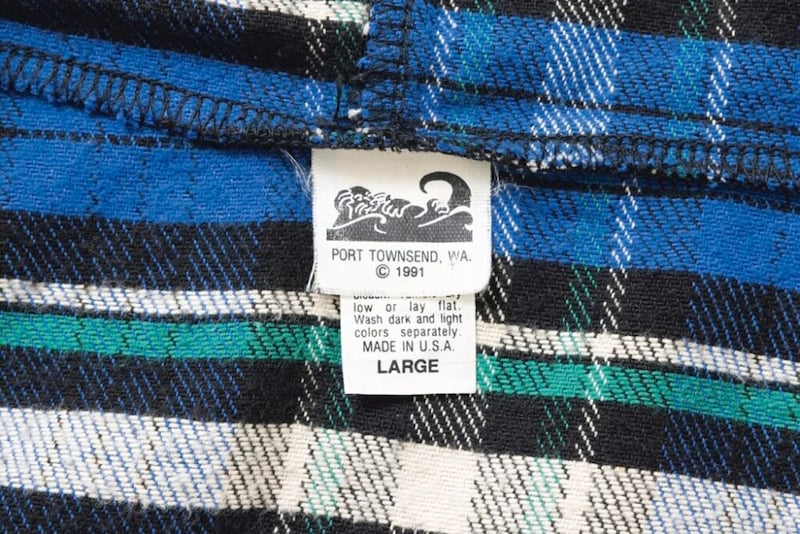 PORT TOWNSEND, WA.
© 1991
low or lay flat.
Wash dark and light
colors separately.
MADE IN U.S.A.
LARGE